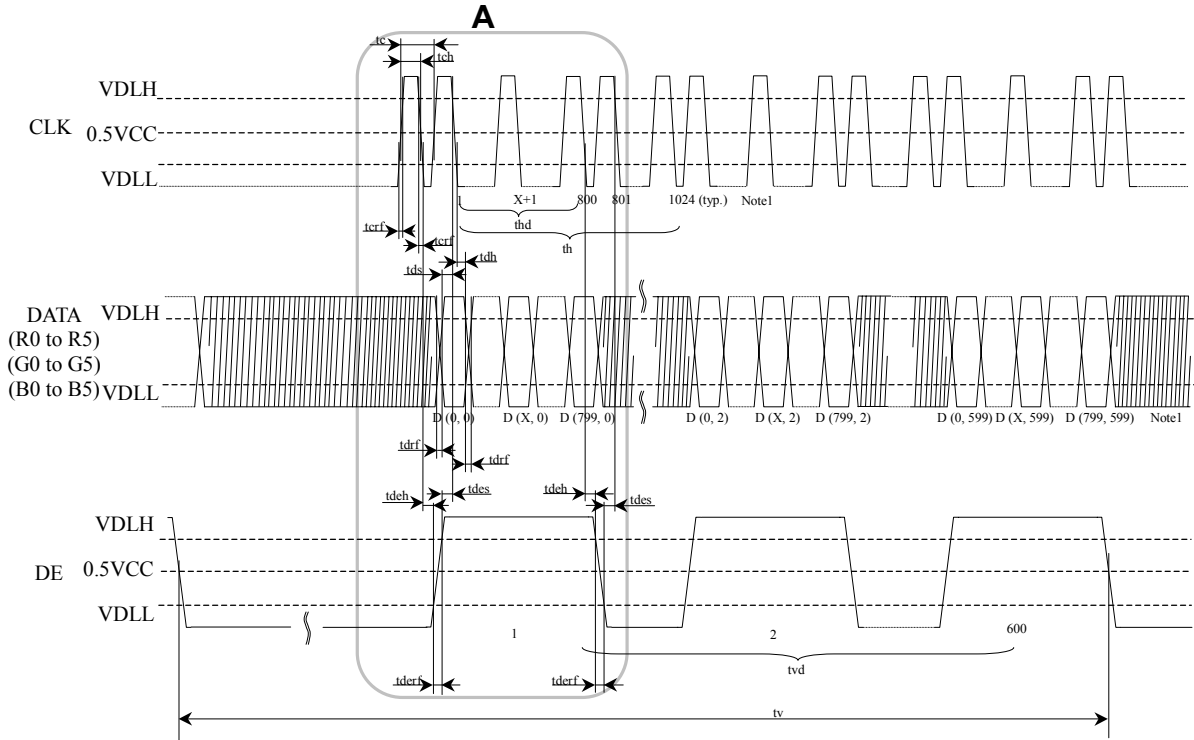 A
tc
tch
VDLH
CLK 0.5VCC
VDLL
1 X+1 800 801 1024 (typ.) Note1
thd
th
tcrf
tcrf
tdh
tds
DATA
(R0 to R5)
(G0 to G5)
(B0 to B5)
VDLH
VDLL
D (0, 0) D (X, 0) D (799, 0) D (0, 2) D (X, 2) D (799, 2) D (0, 599) D (X, 599) D (799, 599) Note1
tdrf
tdrf
tdeh tdes tdeh tdes
VDLH
DE 0.5VCC
VDLL
1 2 600
tvd
tderf tderf
tv